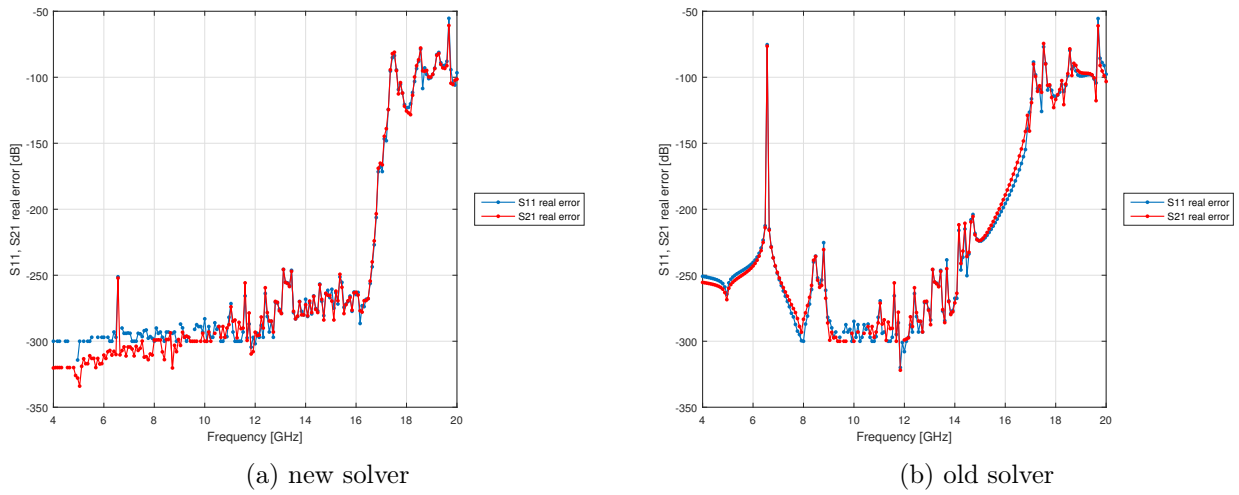 -50
-100
-150
-200
-250
-300
-350
4 6 8 10 12 14 16 18 20
S11, S21 real error [dB]
Frequency [GHz]
S11 real error
S21 real error
(a) new solver
-50
-100
-150
-200
-250
-300
-350
4 6 8 10 12 14 16 18 20
S11, S21 real error [dB]
Frequency [GHz]
S11 real error
S21 real error
(b) old solver